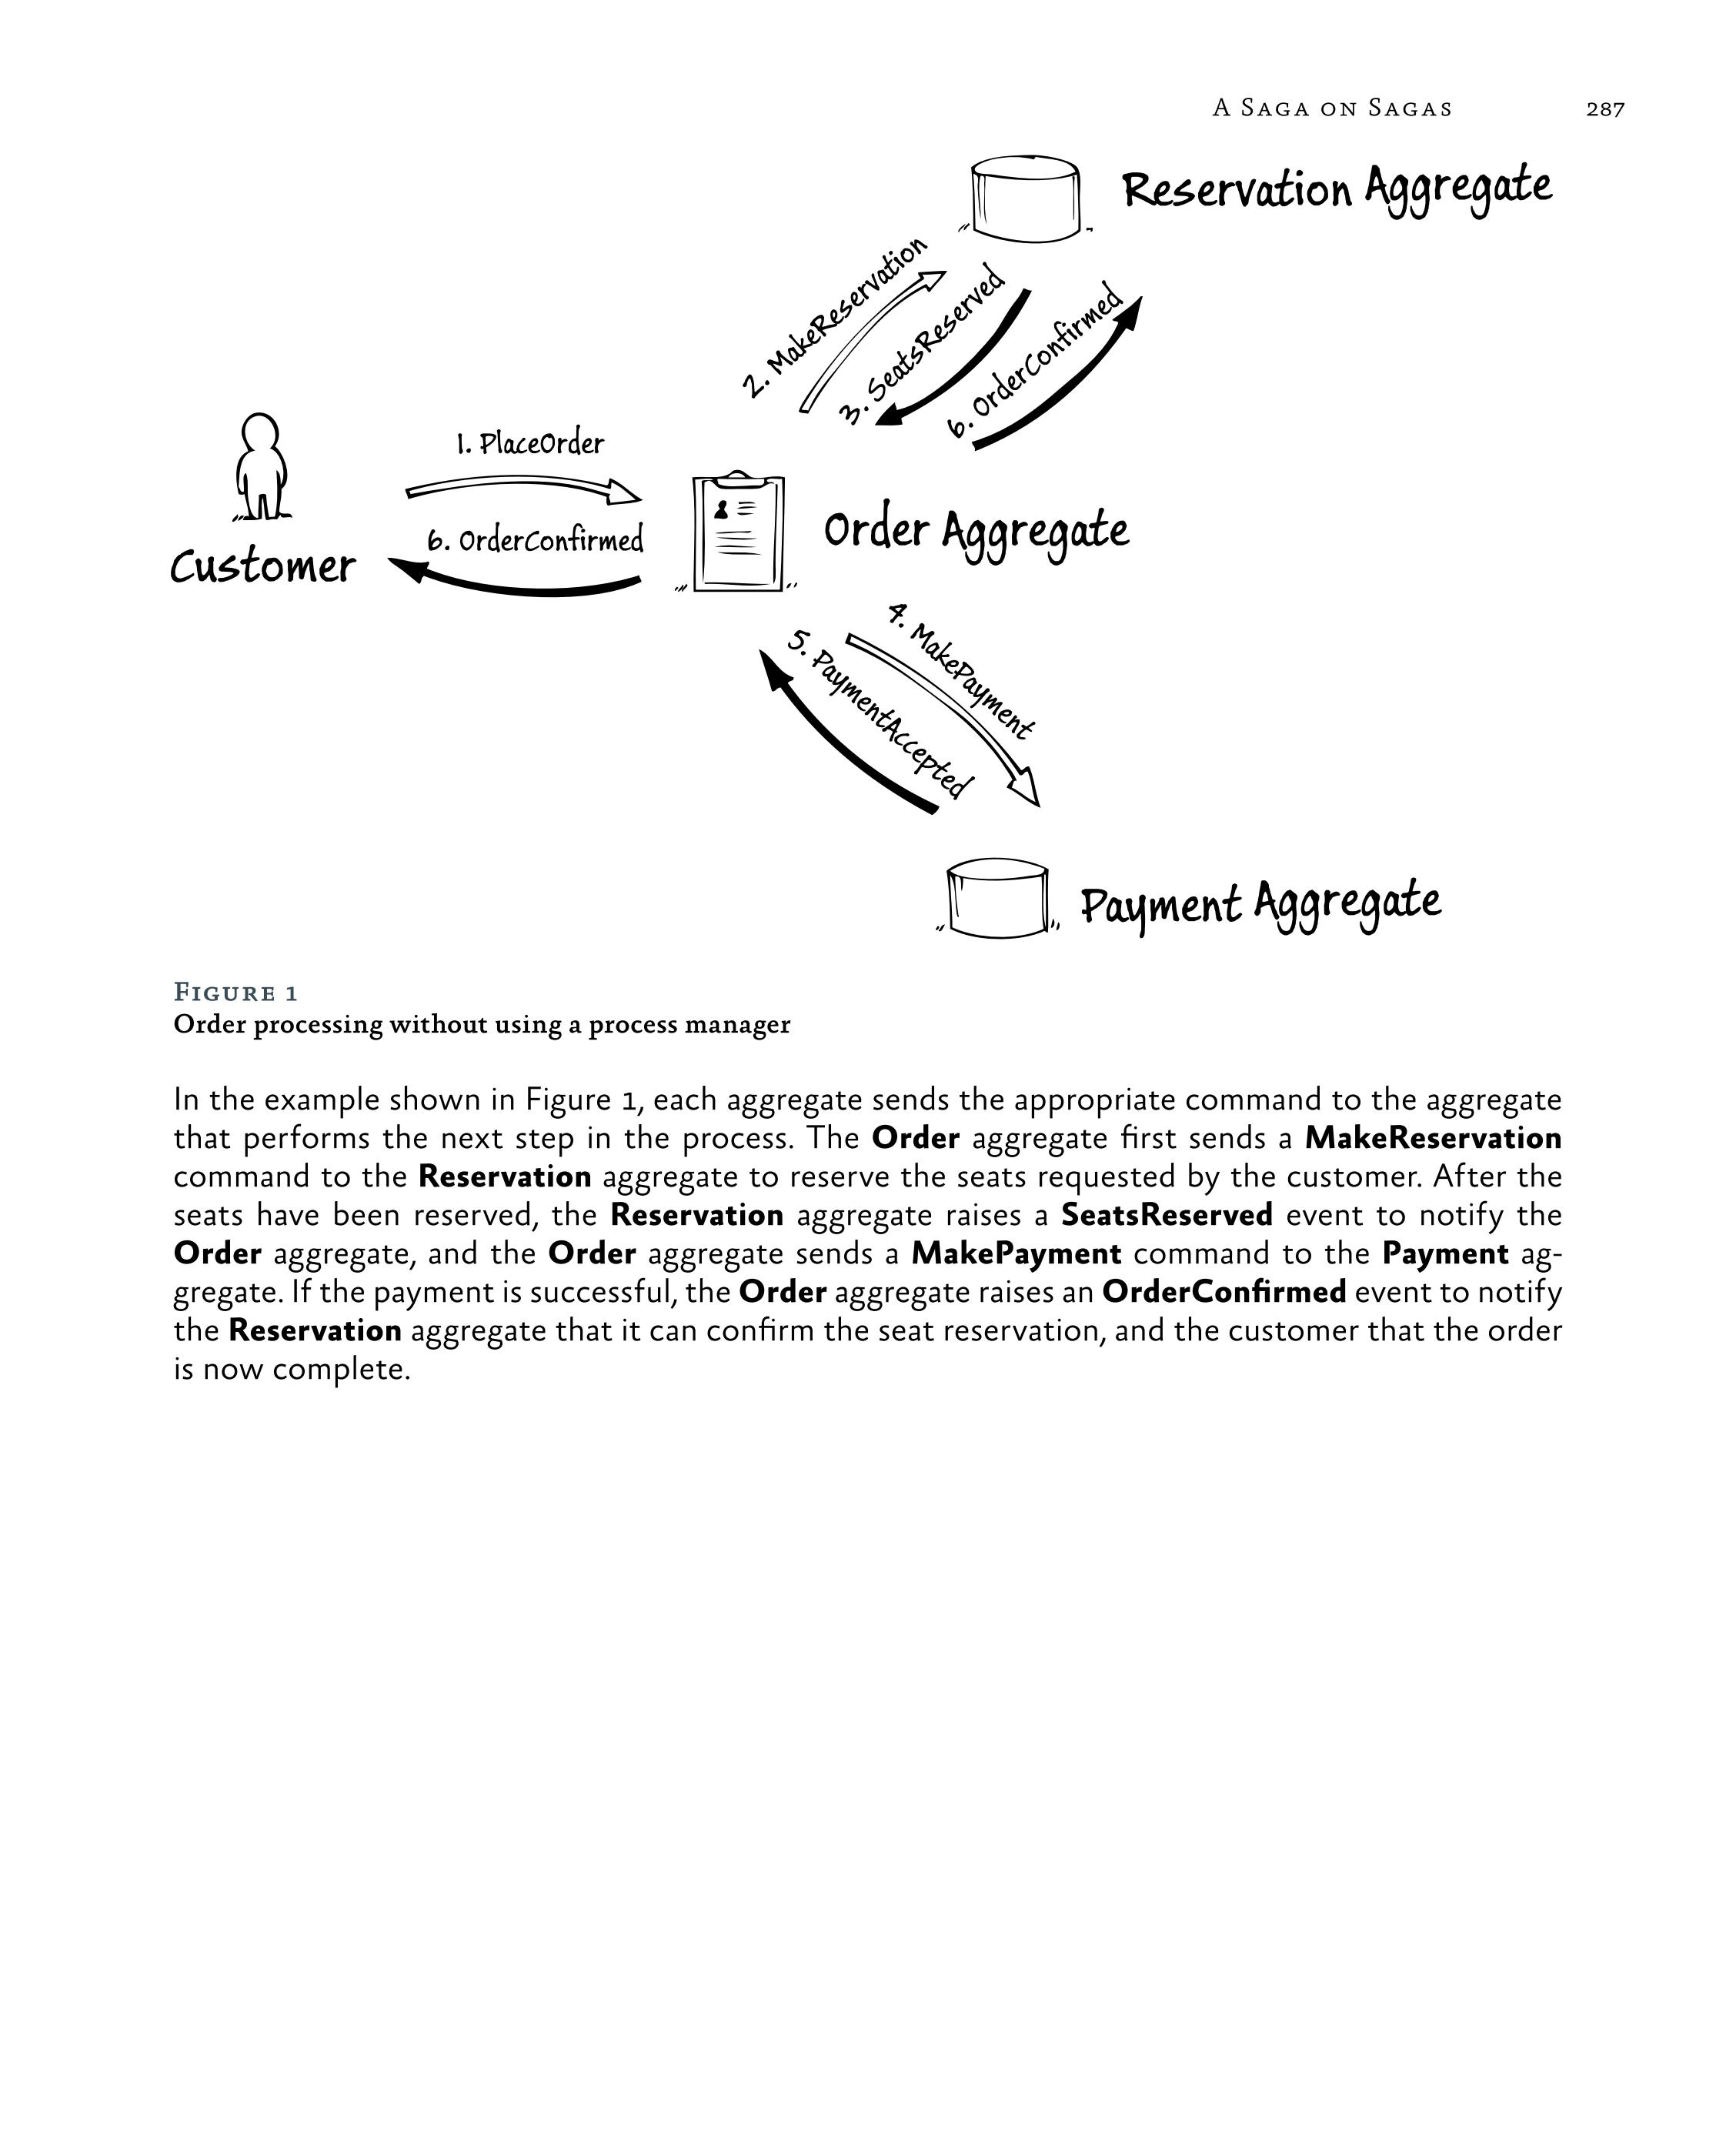 A Saga on Sagas 287
Reservation Aggregate
2. MakeReservation
3. SeatsReserved
6. OrderConfirmed
1. PlaceOrder
6. OrderConfirmed
Customer
Order Aggregate
4. MakePayment
5. PaymentAccepted
Payment Aggregate
Figure 1
Order processing without using a process manager
In the example shown in Figure 1, each aggregate sends the appropriate command to the aggregate
that performs the next step in the process. The Order aggregate first sends a MakeReservation
command to the Reservation aggregate to reserve the seats requested by the customer. After the
seats have been reserved, the Reservation aggregate raises a SeatsReserved event to notify the
Order aggregate, and the Order aggregate sends a MakePayment command to the Payment ag-
gregate. If the payment is successful, the Order aggregate raises an OrderConfirmed event to notify
the Reservation aggregate that it can confirm the seat reservation, and the customer that the order
is now complete.